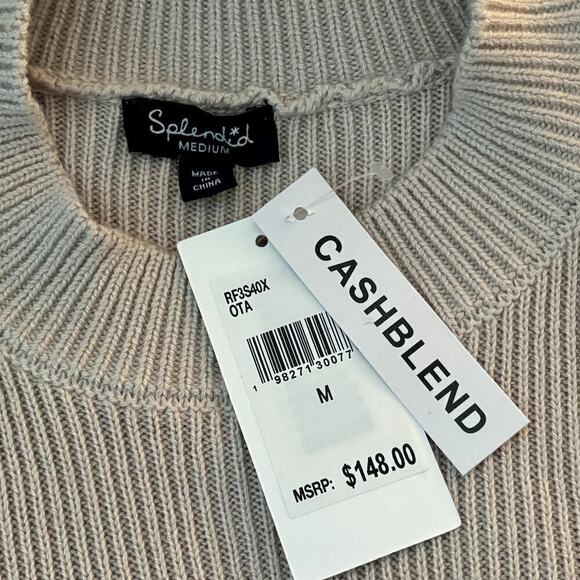 Splendid
MEDIUM
MADE
IN
CHINA
CASHBLEND
RF3S40X
OTA
1 98271 30077
M
MSRP: $148.00